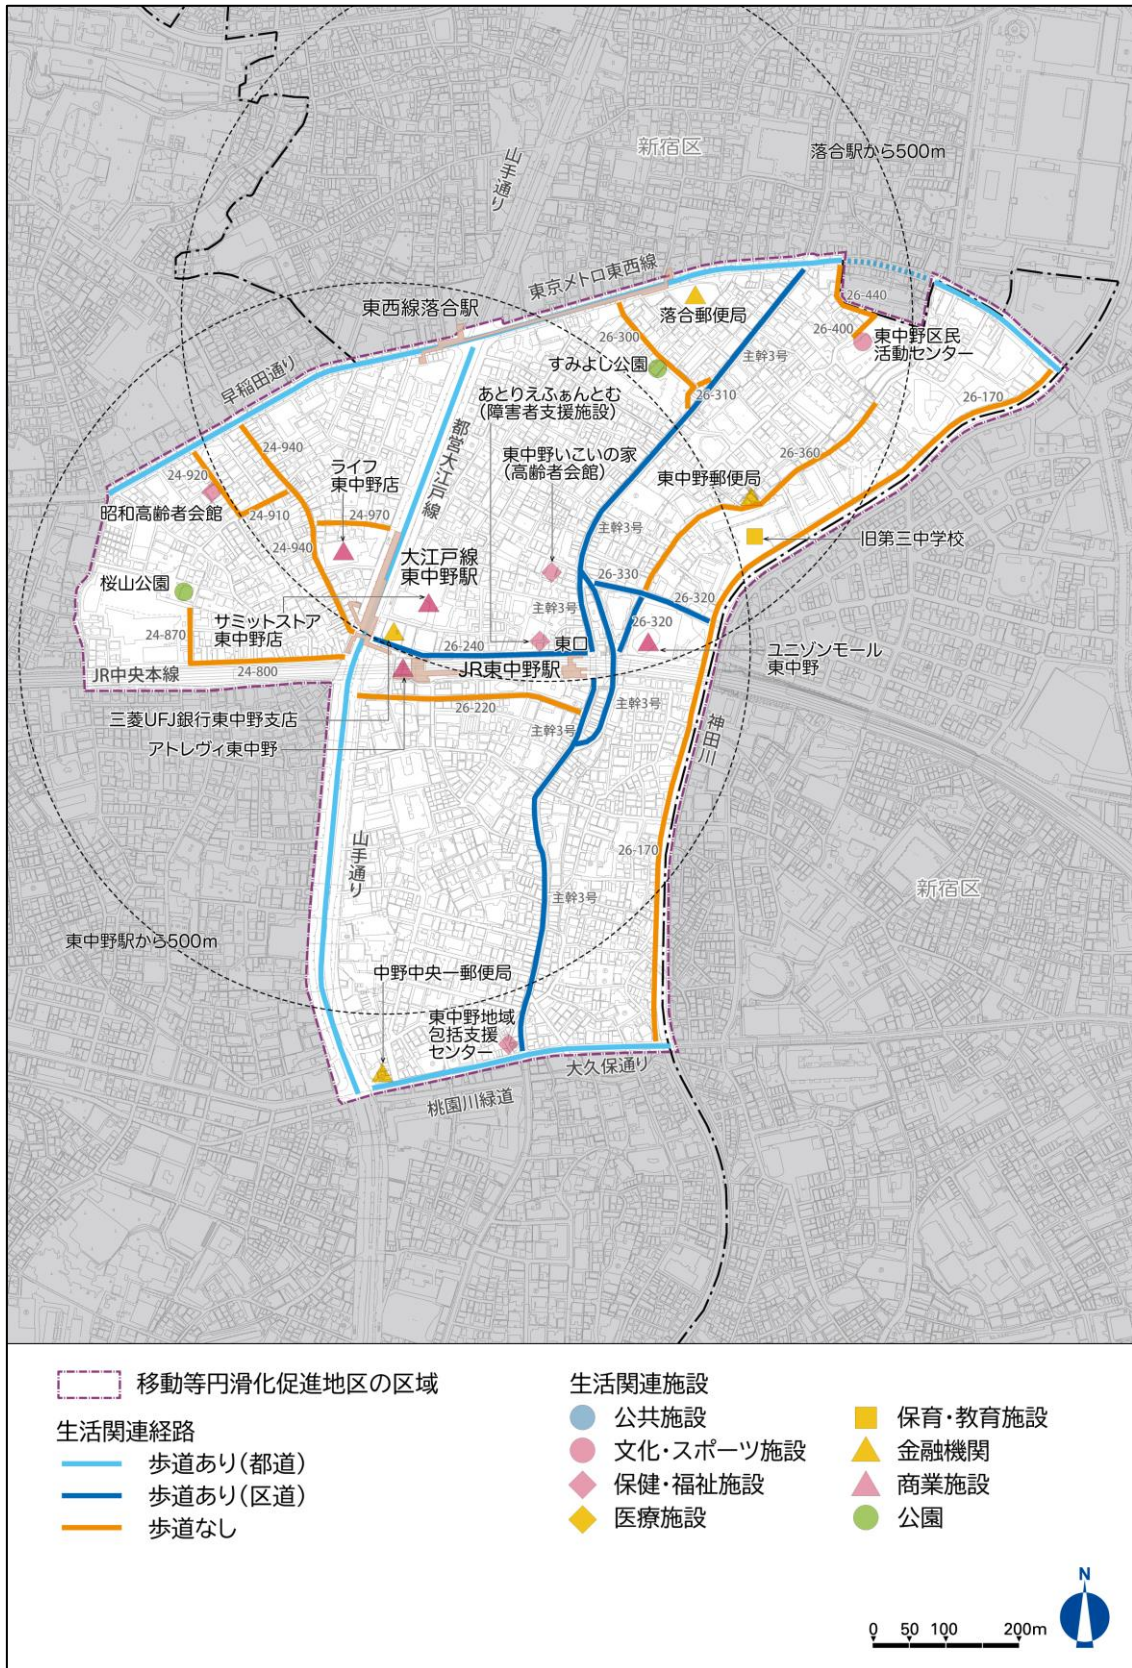 新宿区
落合駅から500m
山手通り
東京メトロ東西線
東西線落合駅
落合郵便局
26-440
26-400
東中野区民
活動センター
26-300
すみよし公園
主幹3号
26-310
早稲田通り
あとりえふぁんとむ
(障害者支援施設)
26-170
都営大江戸線
東中野いこいの家
(高齢者会館)
24-940
ライフ
東中野店
24-920
東中野郵便局
26-360
昭和高齢者会館
24-910
24-970
主幹3号
旧第三中学校
24-940
大江戸線
東中野駅
26-330
桜山公園
26-320
主幹3号
サミットストア
東中野店
24-870
26-320
26-240
東口
ユニゾンモール
東中野
JR中央本線
24-800
JR東中野駅
三菱UFJ銀行東中野支店
26-220
主幹3号
主幹3号
神田川
アトレヴィ東中野
山手通り
26-170
主幹3号
新宿区
東中野駅から500m
中野中央一郵便局
東中野地域
包括支援
センター
大久保通り
桃園川緑道
移動等円滑化促進地区の区域
生活関連経路
歩道あり(都道)
歩道あり(区道)
歩道なし
生活関連施設
公共施設
文化・スポーツ施設
保健・福祉施設
医療施設
保育・教育施設
金融機関
商業施設
公園
N
0 50 100 200m